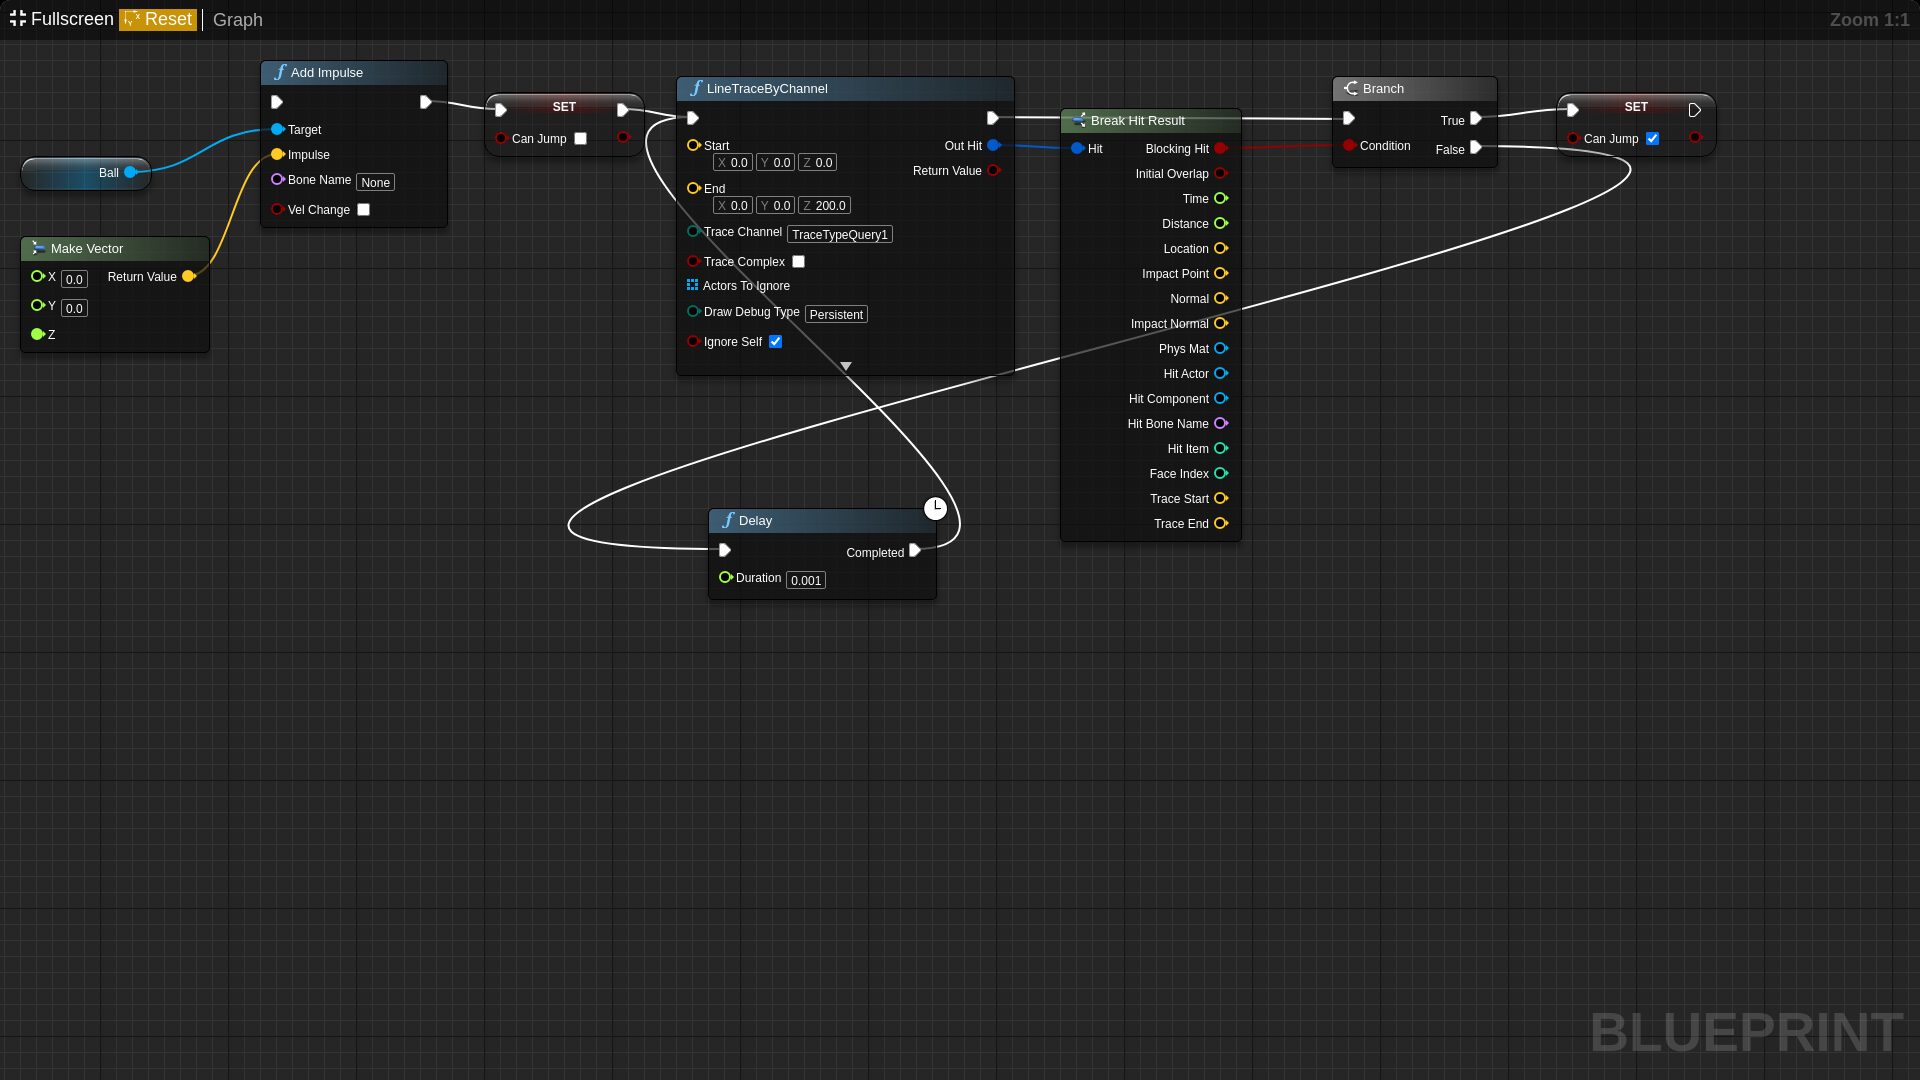 Fullscreen Reset Graph Zoom 1:1
Add Impulse
Target
Impulse
Bone Name None
Vel Change
Ball
Make Vector
X 0.0 Return Value
Y 0.0
Z
SET
Can Jump
LineTraceByChannel
Start Out Hit
X 0.0 Y 0.0 Z 0.0
Return Value
End
X 0.0 Y 0.0 Z 200.0
Trace Channel TraceTypeQuery1
Trace Complex
Actors To Ignore
Draw Debug Type Persistent
Ignore Self
Break Hit Result
Hit Blocking Hit
Initial Overlap
Time
Distance
Location
Impact Point
Normal
Impact Normal
Phys Mat
Hit Actor
Hit Component
Hit Bone Name
Hit Item
Face Index
Trace Start
Trace End
Branch
True
Condition False
SET
Can Jump
Delay
Completed
Duration 0.001
BLUEPRINT